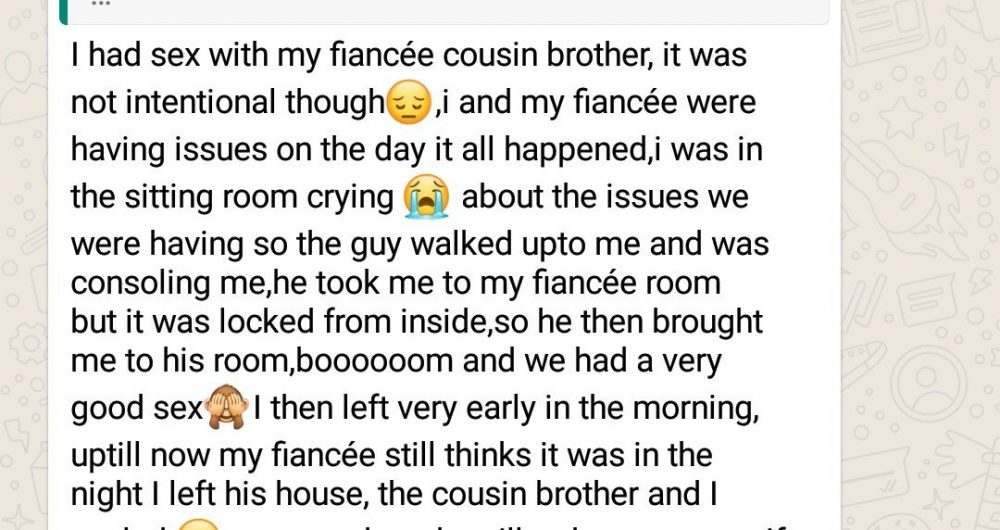 ...
I had sex with my fiancée cousin brother, it was
not intentional though😔,i and my fiancée were
having issues on the day it all happened,i was in
the sitting room crying 😭 about the issues we
were having so the guy walked upto me and was
consoling me,he took me to my fiancée room
but it was locked from inside,so he then brought
me to his room,boooooom and we had a very
good sex🙈I then left very early in the morning,
uptill now my fiancée still thinks it was in the
night I left his house, the cousin brother and I